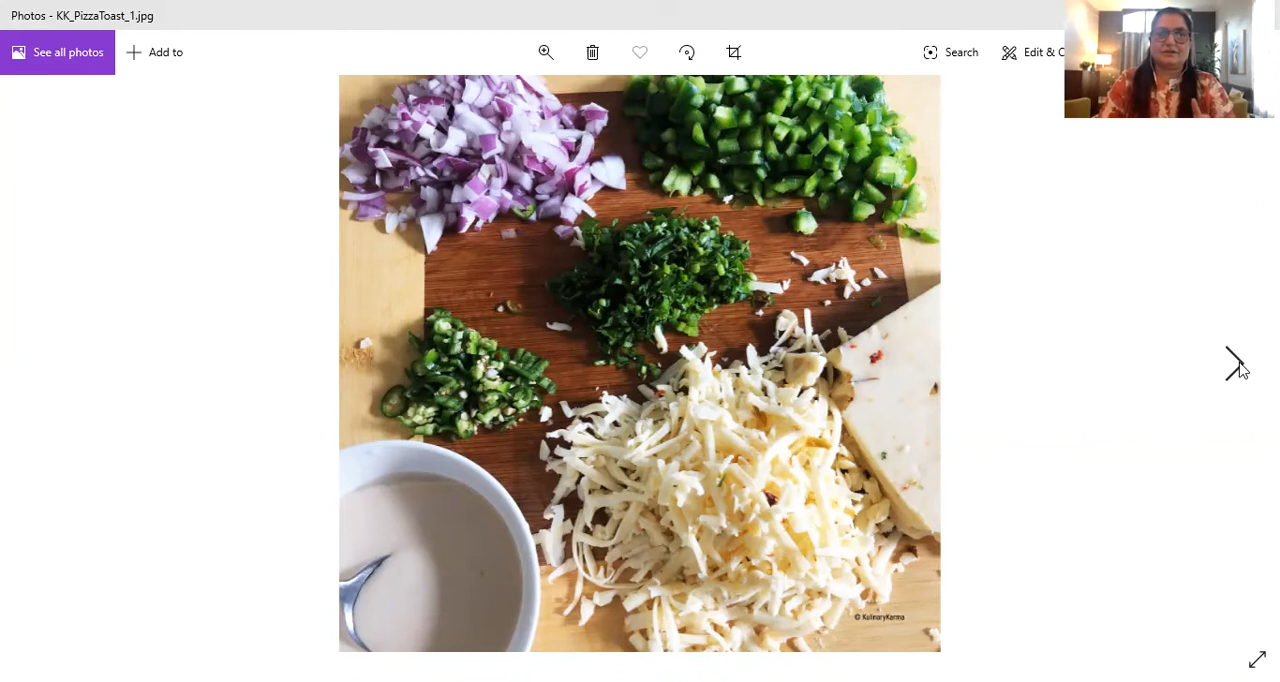 Photos - KK_PizzaToast_1.jpg
See all photos
Add to
Search
Edit & C
© KulinaryKarma